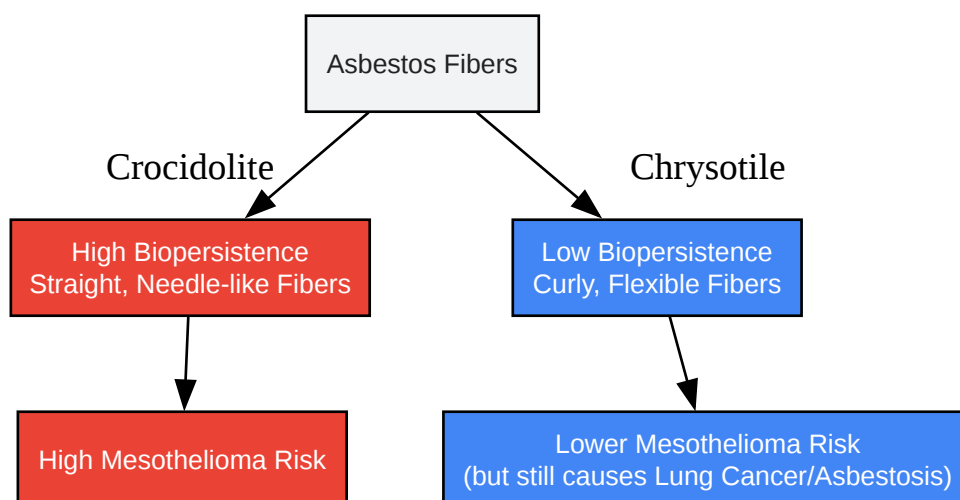 Asbestos Fibers
Crocidolite
Chrysotile
High Biopersistence
Straight, Needle-like Fibers
Low Biopersistence
Curly, Flexible Fibers
High Mesothelioma Risk
Lower Mesothelioma Risk
(but still causes Lung Cancer/Asbestosis)